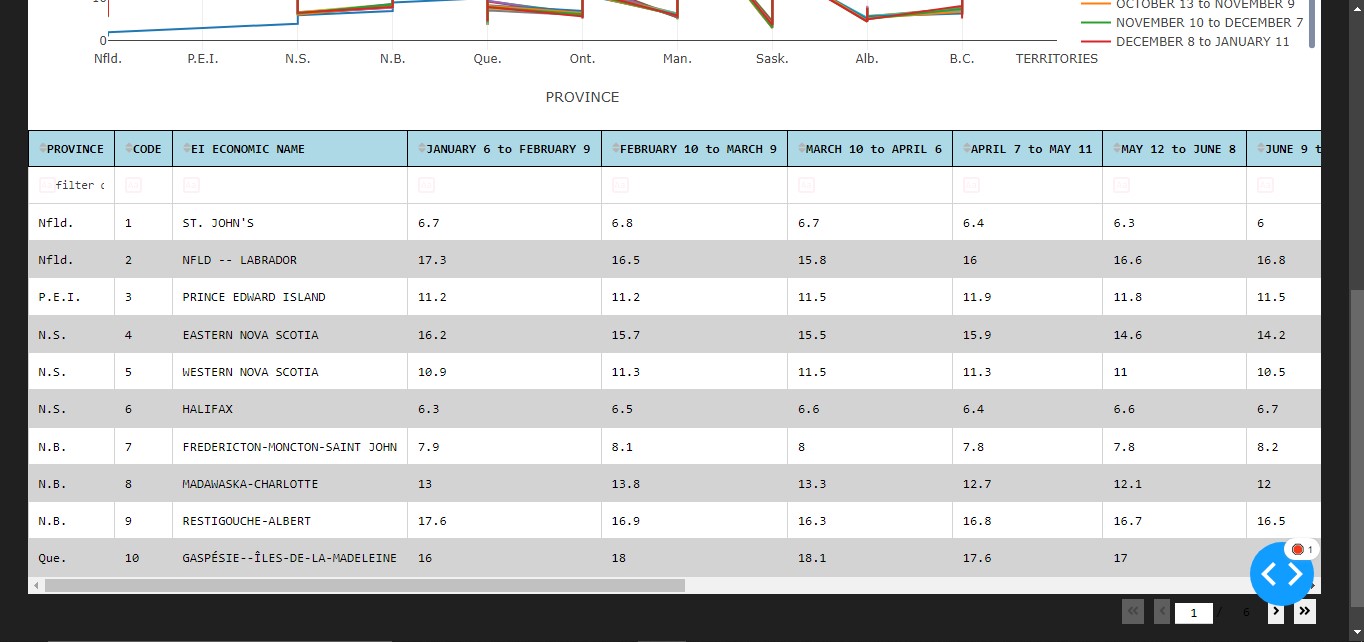 10
OCTOBER 13 to NOVEMBER 9
NOVEMBER 10 to DECEMBER 7
0
DECEMBER 8 to JANUARY 11
Nfld. P.E.I. N.S. N.B. Que. Ont. Man. Sask. Alb. B.C. TERRITORIES
PROVINCE
PROVINCE CODE EI ECONOMIC NAME JANUARY 6 to FEBRUARY 9 FEBRUARY 10 to MARCH 9 MARCH 10 to APRIL 6 APRIL 7 to MAY 11 MAY 12 to JUNE 8 JUNE 9 t
Aa filter c Aa Aa Aa Aa Aa Aa Aa Aa
Nfld. 1 ST. JOHN'S 6.7 6.8 6.7 6.4 6.3 6
Nfld. 2 NFLD -- LABRADOR 17.3 16.5 15.8 16 16.6 16.8
P.E.I. 3 PRINCE EDWARD ISLAND 11.2 11.2 11.5 11.9 11.8 11.5
N.S. 4 EASTERN NOVA SCOTIA 16.2 15.7 15.5 15.9 14.6 14.2
N.S. 5 WESTERN NOVA SCOTIA 10.9 11.3 11.5 11.3 11 10.5
N.S. 6 HALIFAX 6.3 6.5 6.6 6.4 6.6 6.7
N.B. 7 FREDERICTON-MONCTON-SAINT JOHN 7.9 8.1 8 7.8 7.8 8.2
N.B. 8 MADAWASKA-CHARLOTTE 13 13.8 13.3 12.7 12.1 12
N.B. 9 RESTIGOUCHE-ALBERT 17.6 16.9 16.3 16.8 16.7 16.5
Que. 10 GASPÉSIE--ÎLES-DE-LA-MADELEINE 16 18 18.1 17.6 17
1
1 / 6